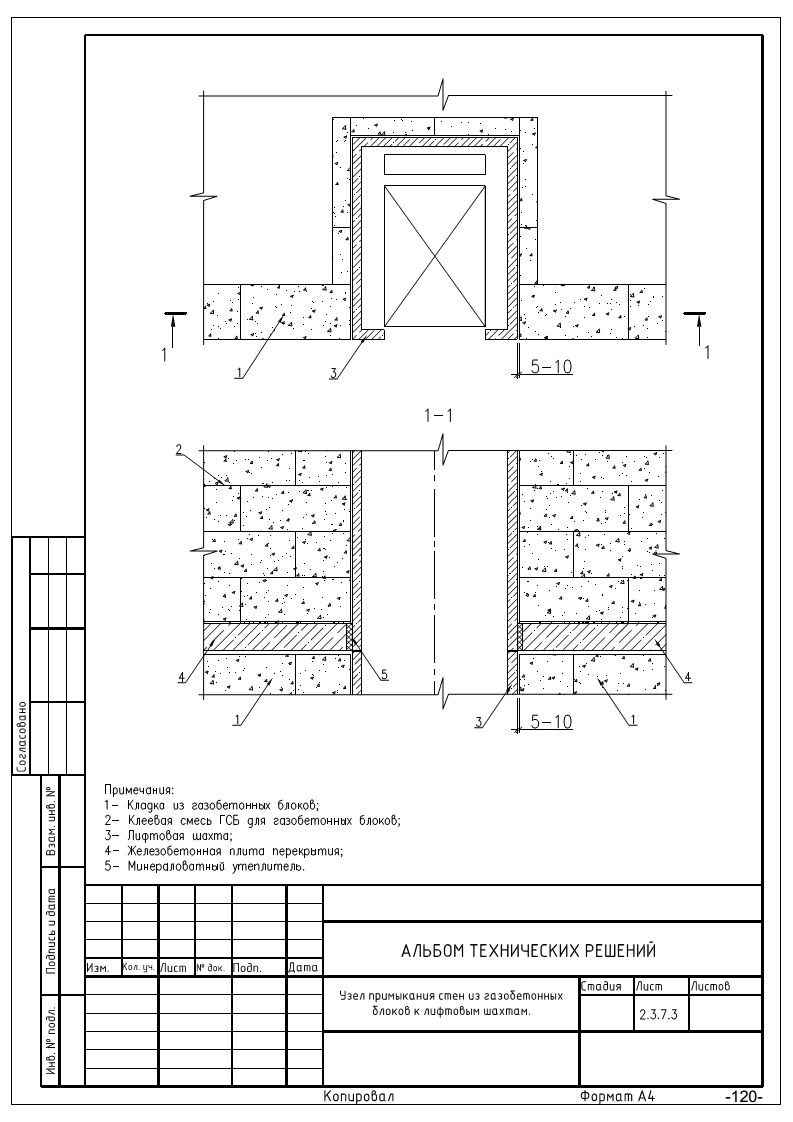 1
1
1
3
5-10
1-1
2
4
1
5
3
5-10
1
4
Примечания:
1- Кладка из газобетонных блоков;
2- Клеевая смесь ГСБ для газобетонных блоков;
3- Лифтовая шахта;
4- Железобетонная плита перекрытия;
5- Минераловатный утеплитель.
Согласовано
Взам. инв. №
Подпись и дата
Инв. № подл.
АЛЬБОМ ТЕХНИЧЕСКИХ РЕШЕНИЙ
Изм. Кол. уч. Лист № док. Подп. Дата
Узел примыкания стен из газобетонных
блоков к лифтовым шахтам.
Стадия Лист Листов
2.3.7.3
Копировал Формат А4 -120-